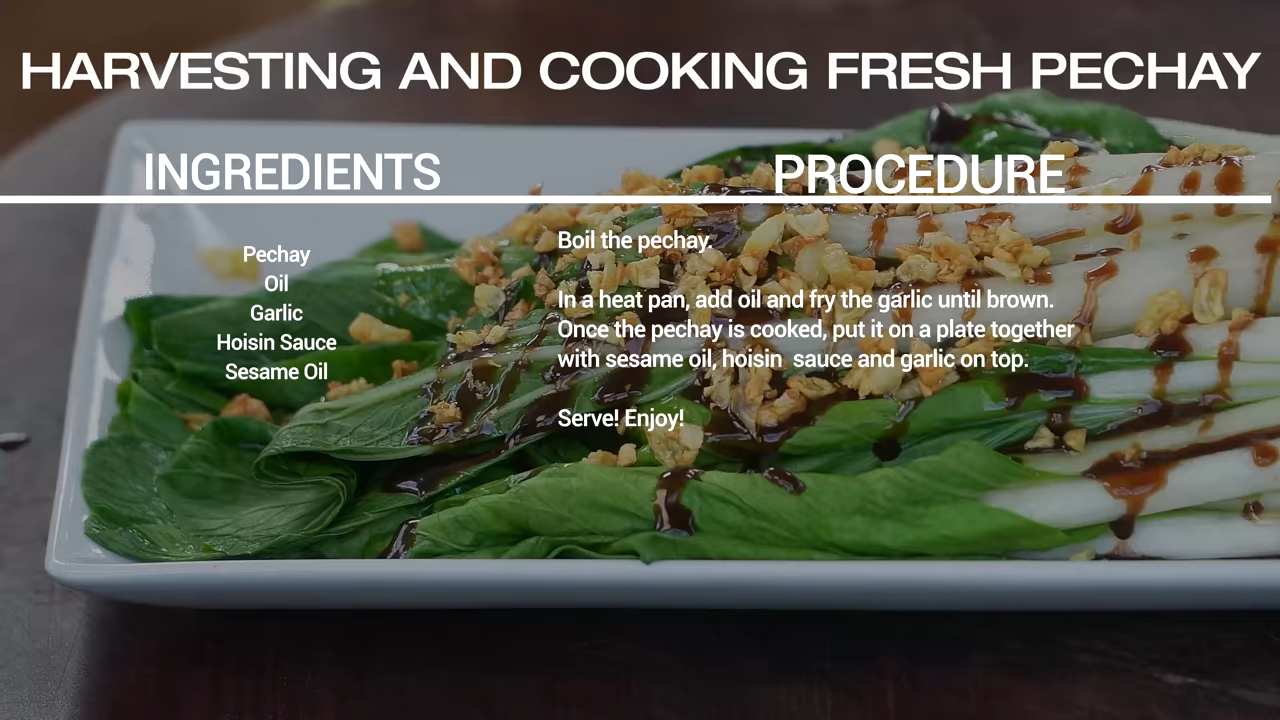 HARVESTING AND COOKING FRESH PECHAY
INGREDIENTS
Pechay
Oil
Garlic
Hoisin Sauce
Sesame Oil
PROCEDURE
Boil the pechay.
In a heat pan, add oil and fry the garlic until brown.
Once the pechay is cooked, put it on a plate together
with sesame oil, hoisin  sauce and garlic on top.
Serve! Enjoy!